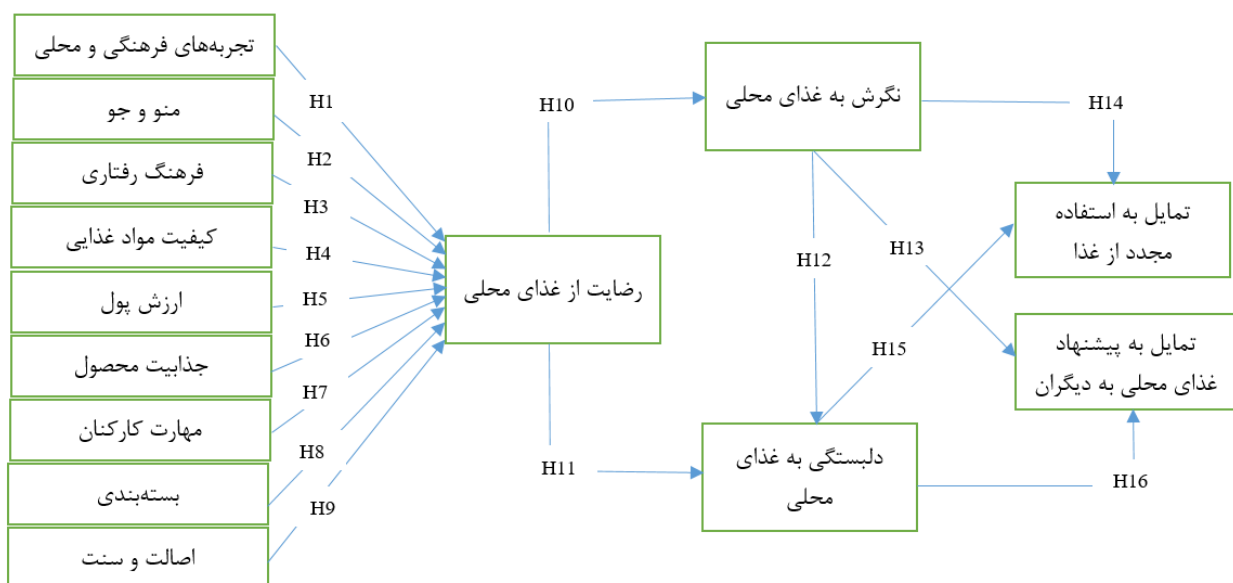 تجربه‌های فرهنگی و محلی
منو و جو
فرهنگ رفتاری
کیفیت مواد غذایی
ارزش پول
جذابیت محصول
مهارت کارکنان
بسته‌بندی
اصالت و سنت
H1
H2
H3
H4
H5
H6
H7
H8
H9
رضایت از غذای محلی
H10
H11
نگرش به غذای محلی
دلبستگی به غذای
محلی
H12
H13
H14
H15
H16
تمایل به استفاده
مجدد از غذا
تمایل به پیشنهاد
غذای محلی به دیگران